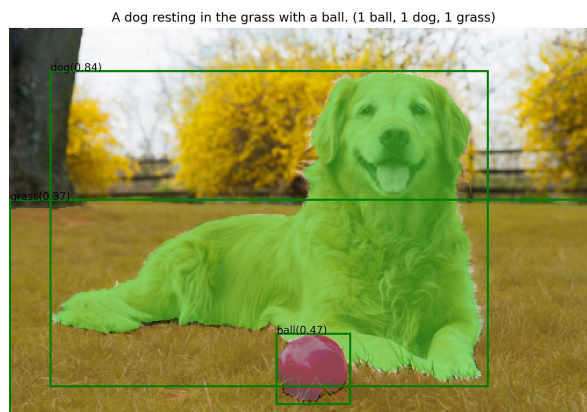 A dog resting in the grass with a ball. (1 ball, 1 dog, 1 grass)
dog(0.84)
grass(0.37)
ball(0.47)